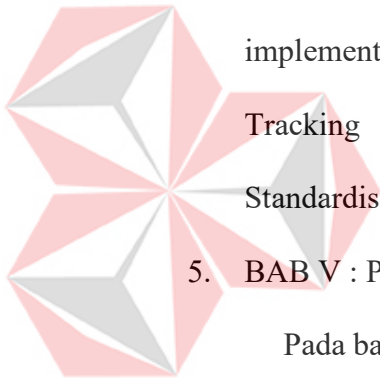 implement
Tracking
Standardis
5. BAB V : P
Pada ba